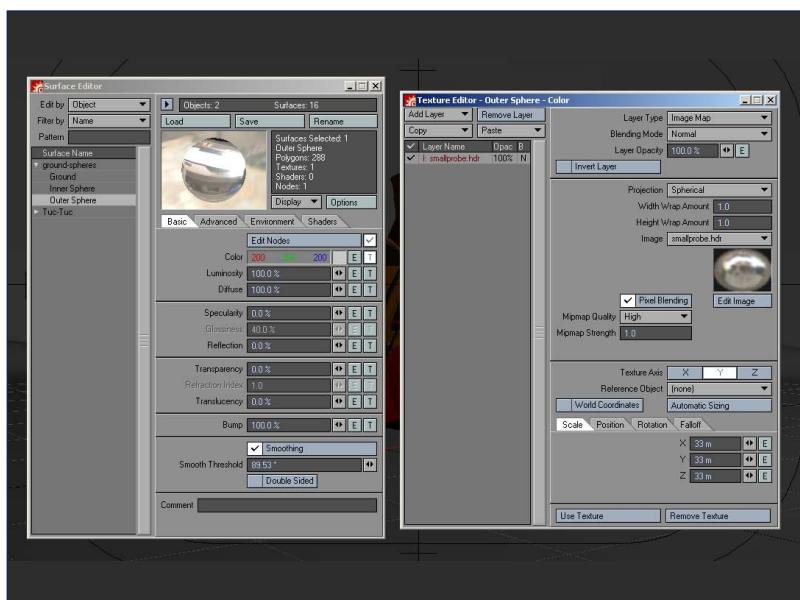 Surface Editor
Edit by Object
Filter by Name
Pattern
Surface Name
ground-spheres
Ground
Inner Sphere
Outer Sphere
Tuc-Tuc
Objects: 2 Surfaces: 16
Load Save Rename
Surfaces Selected: 1
Outer Sphere
Polygons: 288
Textures: 1
Shaders: 0
Nodes: 1
Display Options
Basic Advanced Environment Shaders
Edit Nodes
Color 200 200 200 E T
Luminosity 100.0 % E T
Diffuse 100.0 % E T
Specularity 0.0 % E T
Glossiness 40.0 % E T
Reflection 0.0 % E T
Transparency 0.0 % E T
Refraction Index 1.0 E T
Translucency 0.0 % E T
Bump 100.0 % E T
Smoothing
Smooth Threshold 89.53 °
Double Sided
Comment
Texture Editor - Outer Sphere - Color
Add Layer Remove Layer
Copy Paste
Layer Name Opac B
I: smallprobe.hdr 100% N
Layer Type Image Map
Blending Mode Normal
Layer Opacity 100.0 % E
Invert Layer
Projection Spherical
Width Wrap Amount 1.0
Height Wrap Amount 1.0
Image smallprobe.hdr
Pixel Blending Edit Image
Mipmap Quality High
Mipmap Strength 1.0
Texture Axis X Y Z
Reference Object (none)
World Coordinates Automatic Sizing
Scale Position Rotation Falloff
X 33 m E
Y 33 m E
Z 33 m E
Use Texture Remove Texture